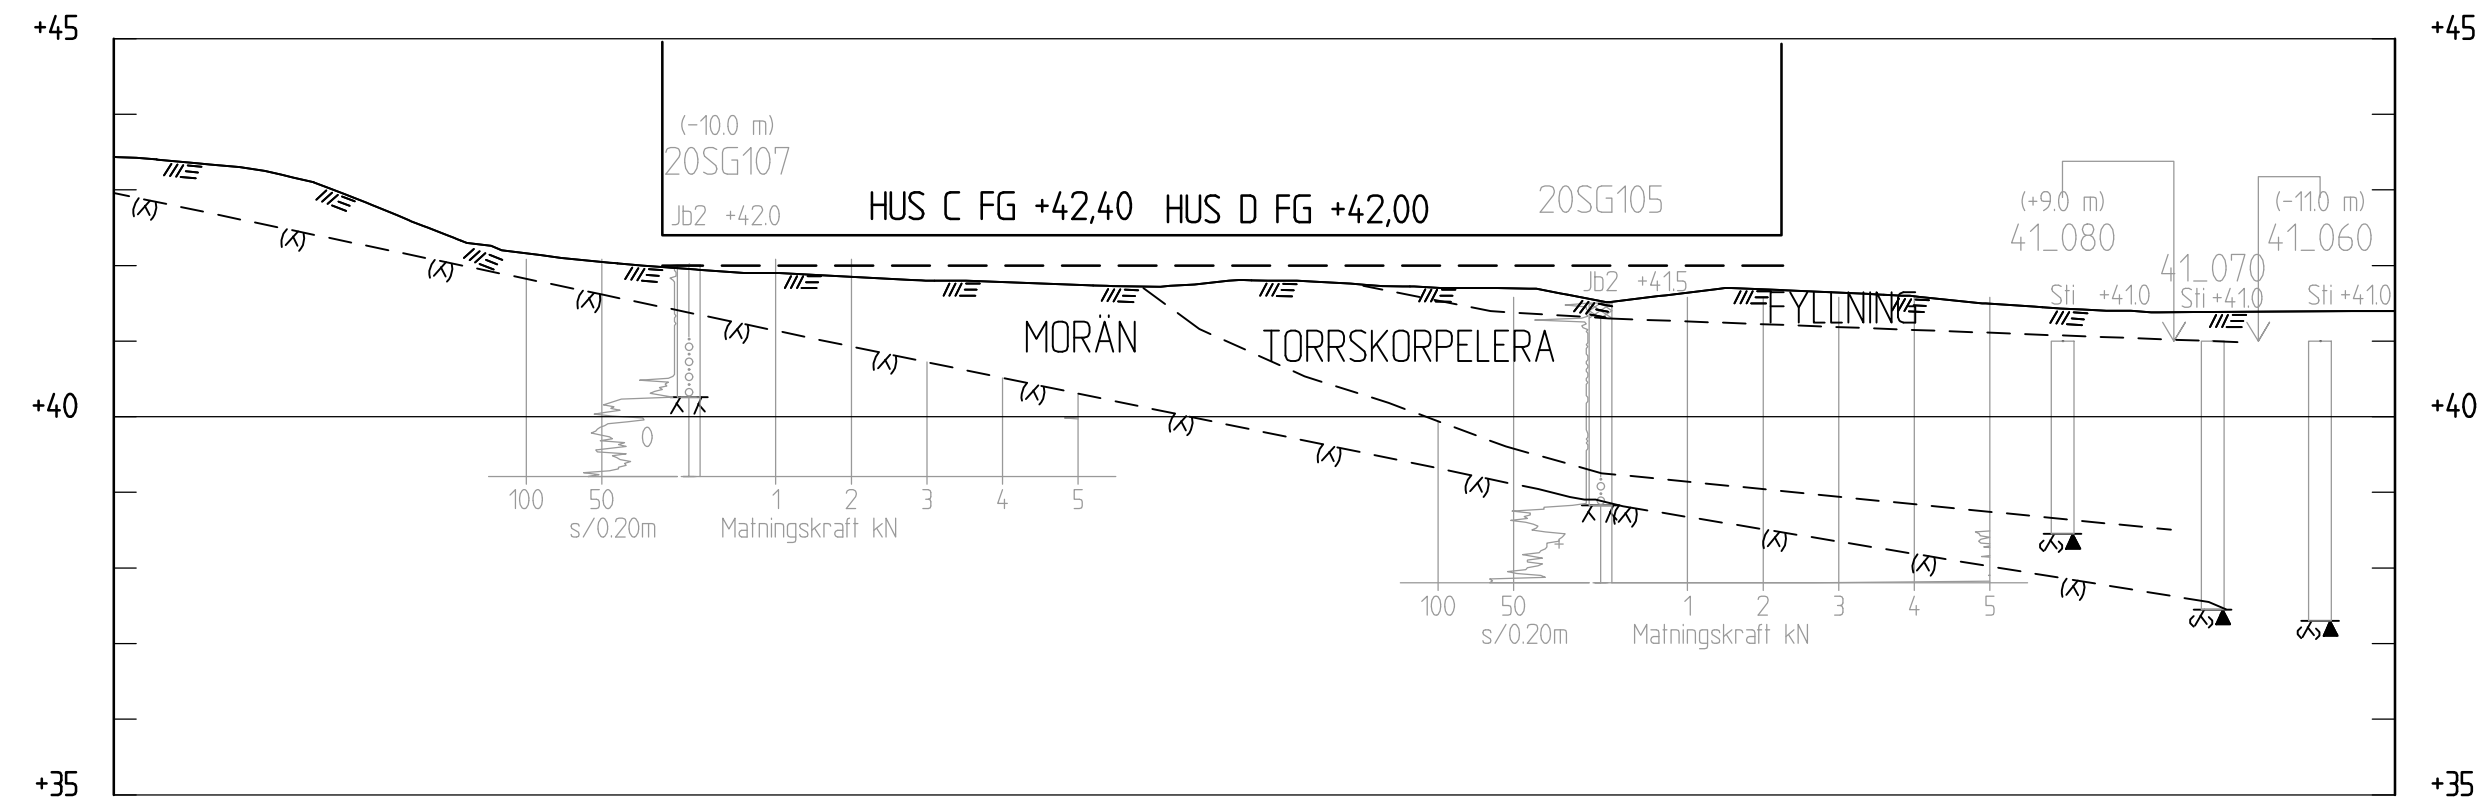 +45 +45
(-10.0 m)
20SG107
Jb2 +42.0
HUS C FG +42,40 HUS D FG +42,00
20SG105
(+9.0 m)
41_080
(-11.0 m)
41_060
41_070
Jb2 +41.5
Sti +41.0
Sti +41.0
Sti +41.0
FYLLNING
MORÄN
TORRSKORPELERA
+40 +40
0
100 50 1 2 3 4 5
s/0.20m Matningskraft kN
100 50 1 2 3 4 5
s/0.20m Matningskraft kN
+35 +35